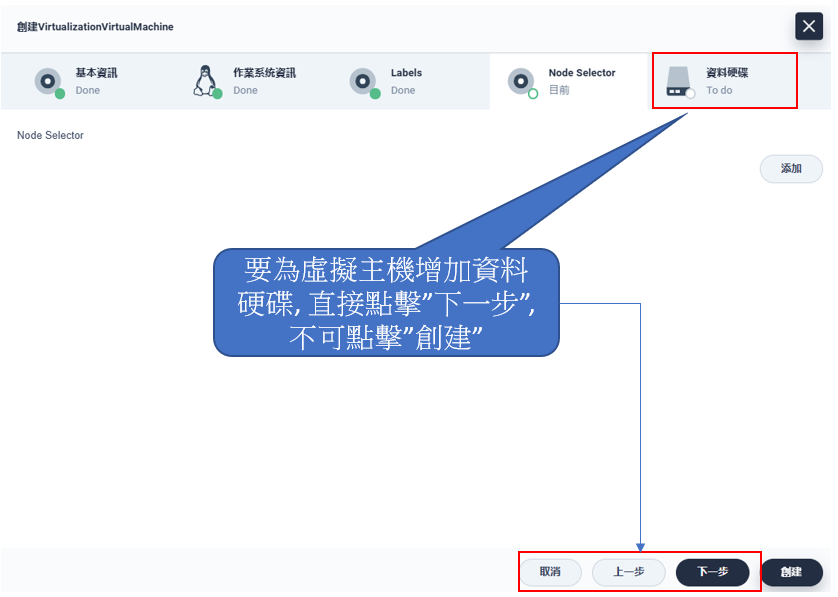 創建VirtualizationVirtualMachine
基本資訊
Done
作業系統資訊
Done
Labels
Done
Node Selector
目前
資料硬碟
To do
Node Selector
添加
要為虛擬主機增加資料
硬碟, 直接點擊”下一步”,
不可點擊”創建”
取消
上一步
下一步
創建